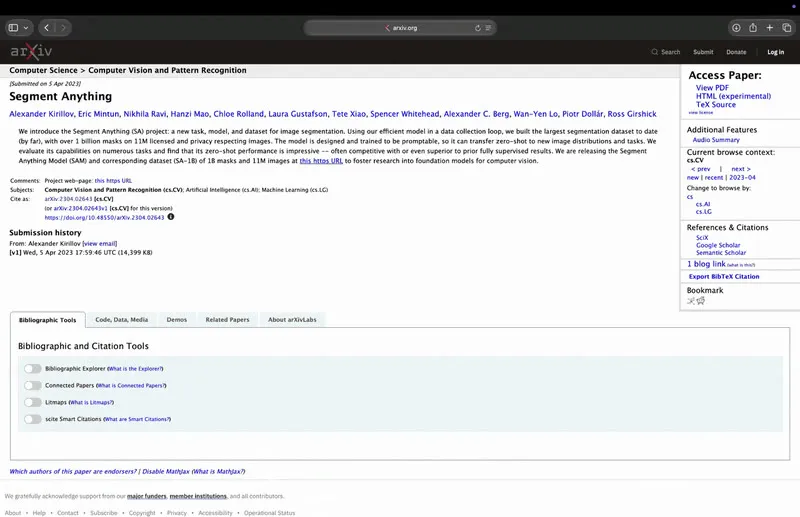 arxiv.org
arXiv
Search
Submit
Donate
Log in
Computer Science > Computer Vision and Pattern Recognition
[Submitted on 5 Apr 2023]
Segment Anything
Alexander Kirillov, Eric Mintun, Nikhila Ravi, Hanzi Mao, Chloe Rolland, Laura Gustafson, Tete Xiao, Spencer Whitehead, Alexander C. Berg, Wan-Yen Lo, Piotr Dollár, Ross Girshick
We introduce the Segment Anything (SA) project: a new task, model, and dataset for image segmentation. Using our efficient model in a data collection loop, we built the largest segmentation dataset to date
(by far), with over 1 billion masks on 11M licensed and privacy respecting images. The model is designed and trained to be promptable, so it can transfer zero-shot to new image distributions and tasks. We
evaluate its capabilities on numerous tasks and find that its zero-shot performance is impressive -- often competitive with or even superior to prior fully supervised results. We are releasing the Segment
Anything Model (SAM) and corresponding dataset (SA-1B) of 1B masks and 11M images at this https URL to foster research into foundation models for computer vision.
Comments: Project web-page: this https URL
Subjects: Computer Vision and Pattern Recognition (cs.CV); Artificial Intelligence (cs.AI); Machine Learning (cs.LG)
Cite as: arXiv:2304.02643 [cs.CV]
(or arXiv:2304.02643v1 [cs.CV] for this version)
https://doi.org/10.48550/arXiv.2304.02643
Submission history
From: Alexander Kirillov [view email]
[v1] Wed, 5 Apr 2023 17:59:46 UTC (14,399 KB)
Access Paper:
View PDF
HTML (experimental)
TeX Source
view license
Additional Features
Audio Summary
Current browse context:
cs.CV
< prev | next >
new | recent | 2023-04
Change to browse by:
cs
cs.AI
cs.LG
References & Citations
SciX
Google Scholar
Semantic Scholar
1 blog link (what is this?)
Export BibTeX Citation
Bookmark
Bibliographic Tools
Code, Data, Media
Demos
Related Papers
About arXivLabs
Bibliographic and Citation Tools
Bibliographic Explorer (What is the Explorer?)
Connected Papers (What is Connected Papers?)
Litmaps (What is Litmaps?)
scite Smart Citations (What are Smart Citations?)
Which authors of this paper are endorsers? | Disable MathJax (What is MathJax?)
We gratefully acknowledge support from our major funders, member institutions, and all contributors.
About • Help • Contact • Subscribe • Copyright • Privacy • Accessibility • Operational Status